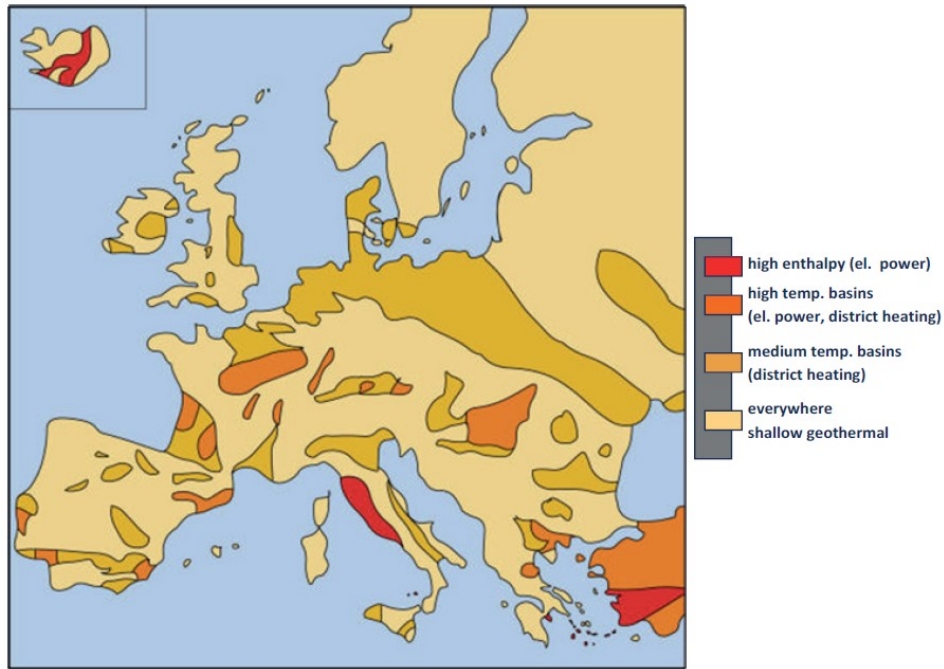 high enthalpy (el. power)
high temp. basins
(el. power, district heating)
medium temp. basins
(district heating)
everywhere
shallow geothermal